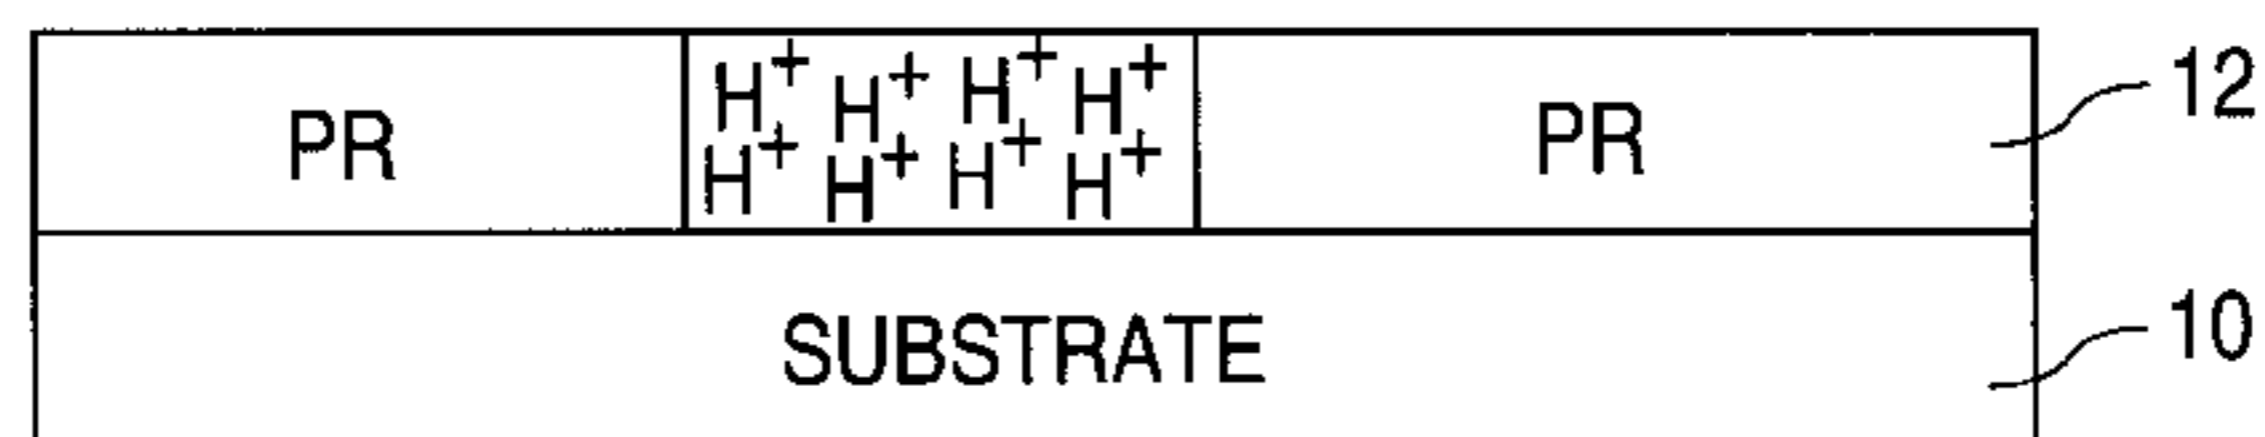 PR H+ H+ H+ H+ PR 12
H+ H+ H+ H+
SUBSTRATE 10